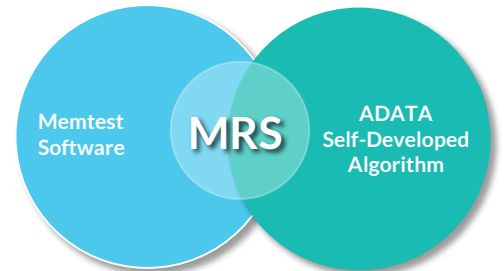 Memtest
Software
MRS
ADATA
Self-Developed
Algorithm